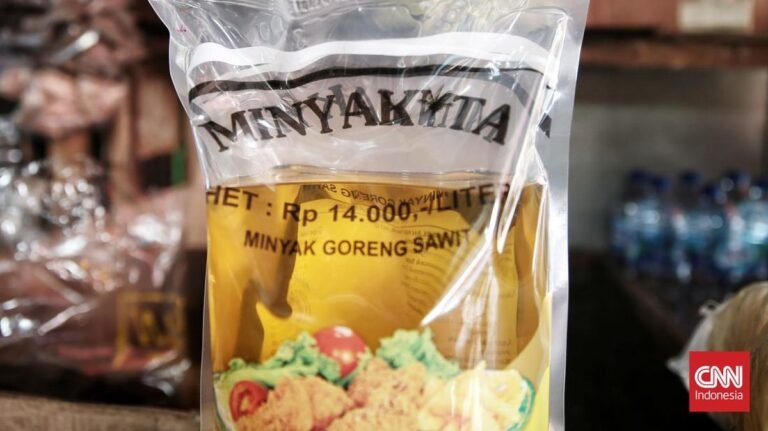 MINYAKITA
HET : Rp 14.000,-/LITER
MINYAK GORENG SAWIT
CNN
Indonesia